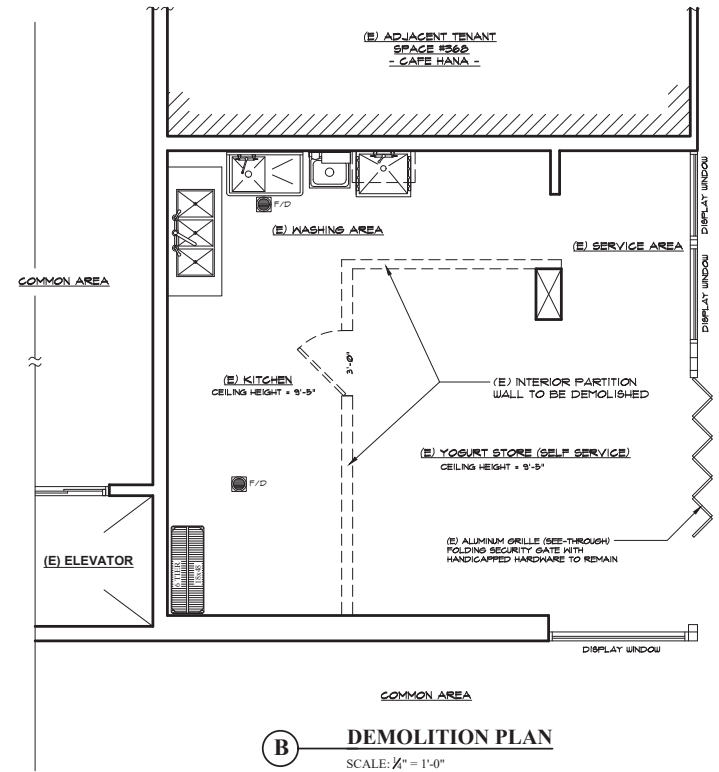 (E) ADJACENT TENANT
SPACE #368
- CAFE HANA -
DISPLAY WINDOW
F/D
(E) WASHING AREA
(E) SERVICE AREA
COMMON AREA
DISPLAY WINDOW
3'-0"
(E) KITCHEN
CEILING HEIGHT = 9'-5"
(E) INTERIOR PARTITION
WALL TO BE DEMOLISHED
(E) YOGURT STORE (SELF SERVICE)
CEILING HEIGHT = 9'-5"
F/D
(E) ALUMINUM GRILLE (SEE-THROUGH)
FOLDING SECURITY GATE WITH
HANDICAPPED HARDWARE TO REMAIN
(E) ELEVATOR
6 TIER
18x48
DISPLAY WINDOW
COMMON AREA
B
DEMOLITION PLAN
SCALE: 1/4" = 1'-0"